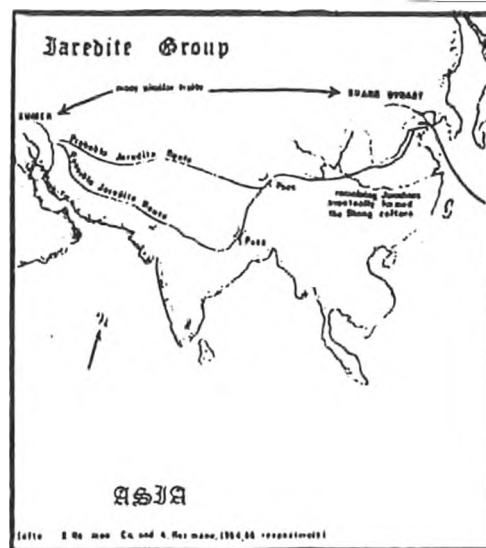 Jaredite Group
many similar traits
SUMER
SHANG DYNASTY
Probable Jaredite Route
Probable Jaredite Route
Pass
Pass
remaining Jaredites
eventually formed
the Shang culture
N
ASIA